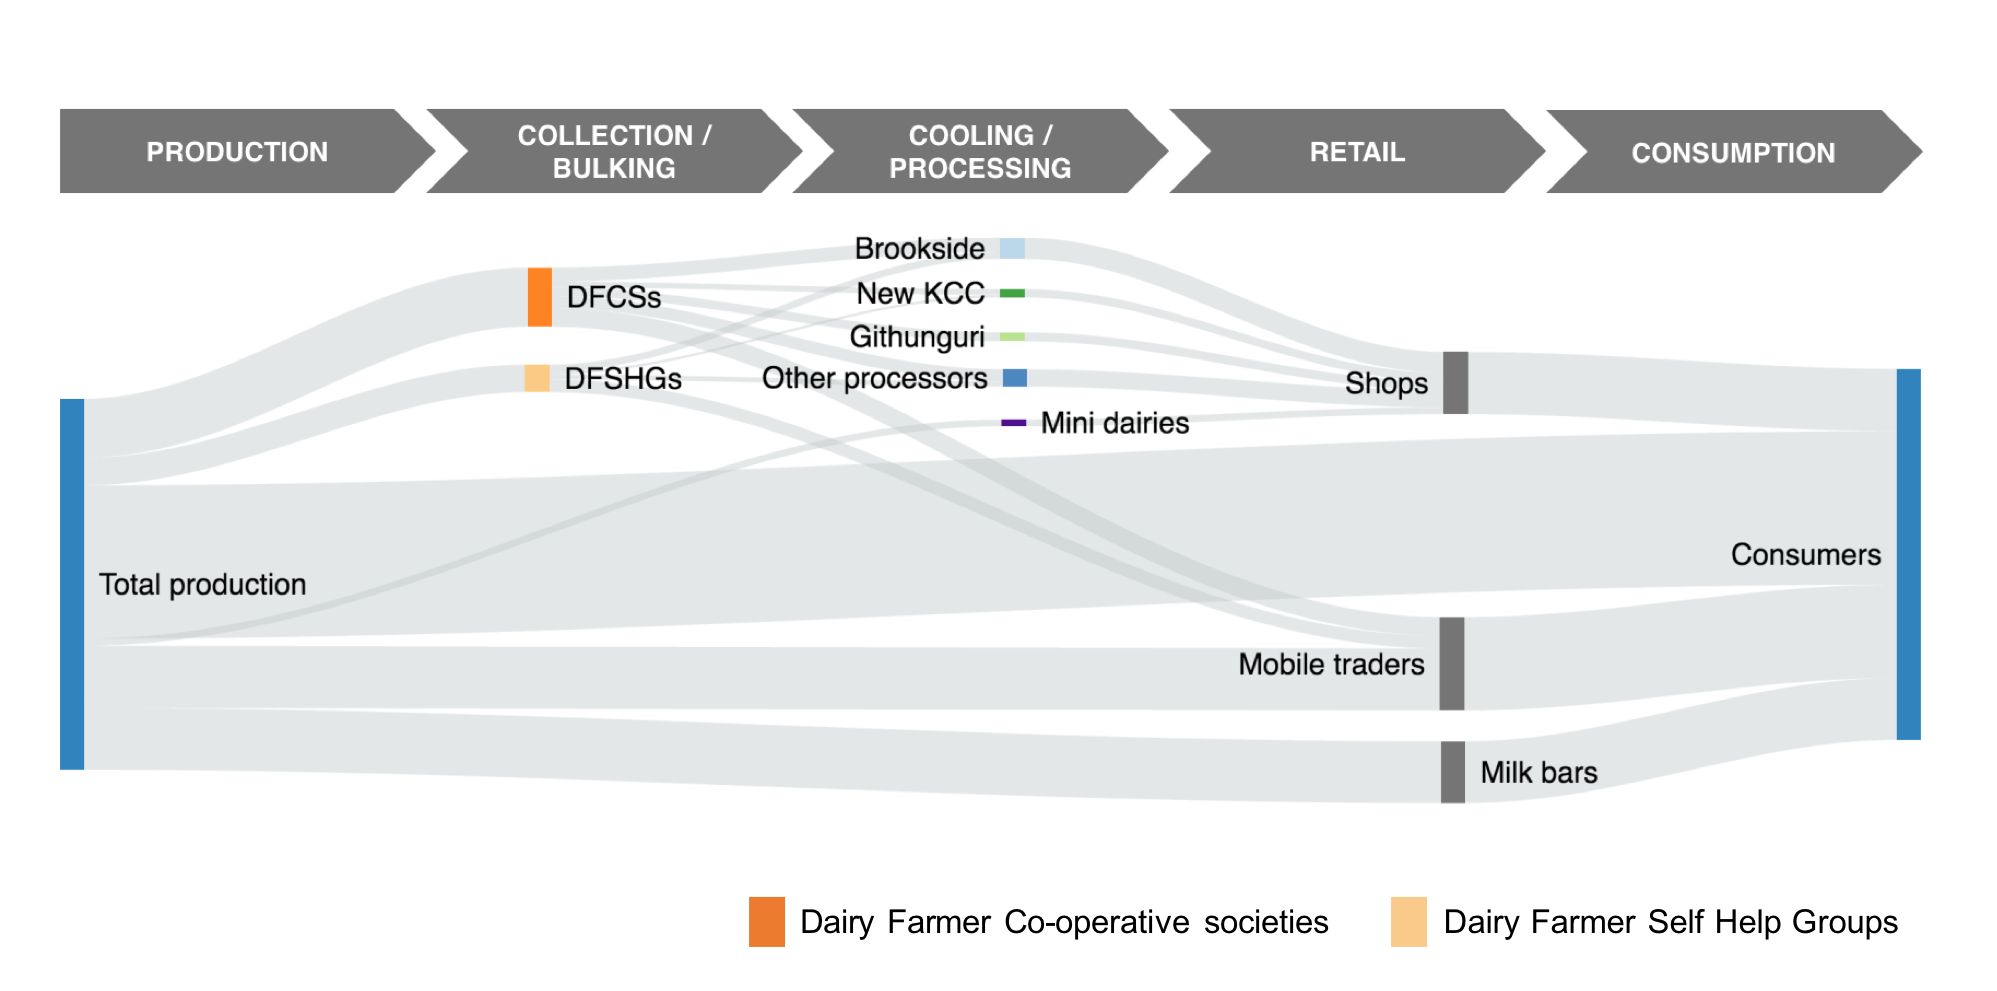 PRODUCTION
COLLECTION /
BULKING
COOLING /
PROCESSING
RETAIL
CONSUMPTION
Brookside
New KCC
DFCSs
Githunguri
DFSHGs
Other processors
Shops
Mini dairies
Total production
Consumers
Mobile traders
Milk bars
Dairy Farmer Co-operative societies
Dairy Farmer Self Help Groups